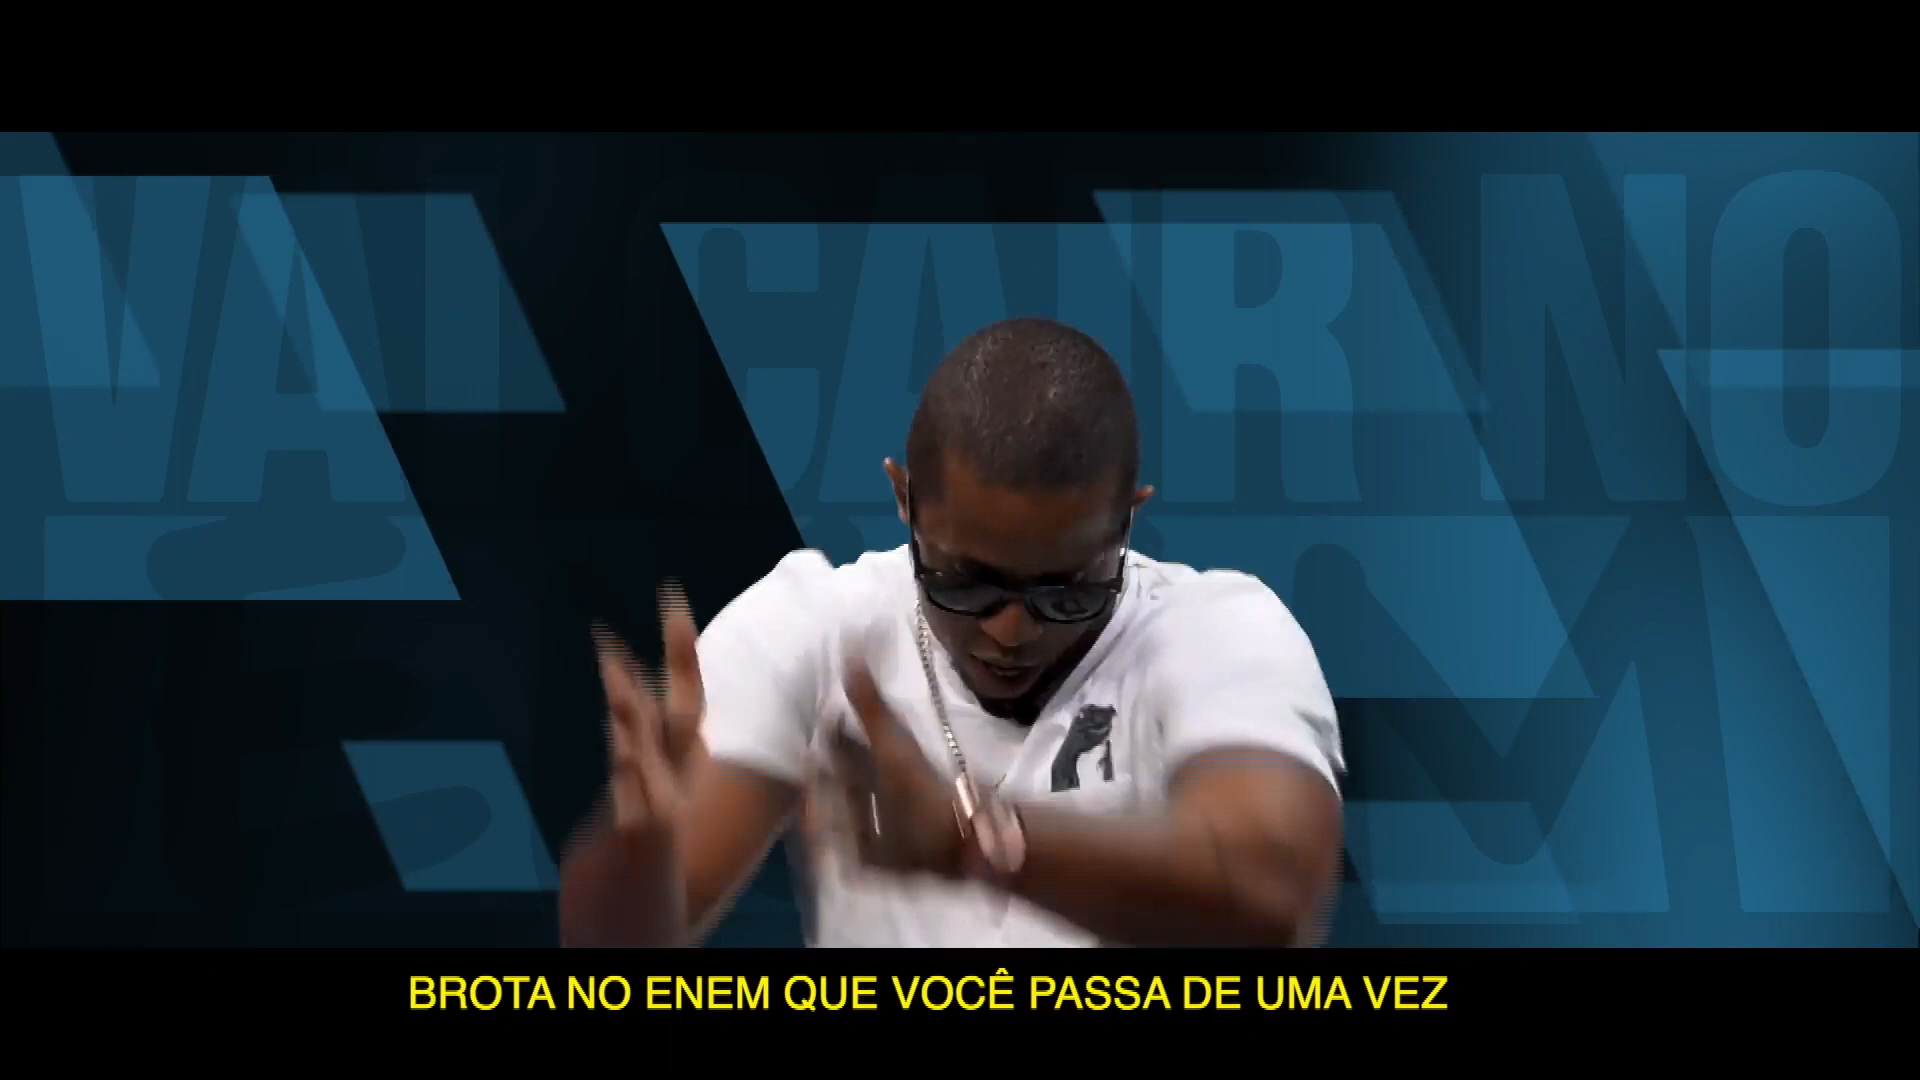 VAI CAIR NO
BROTA NO ENEM QUE VOCÊ PASSA DE UMA VEZ